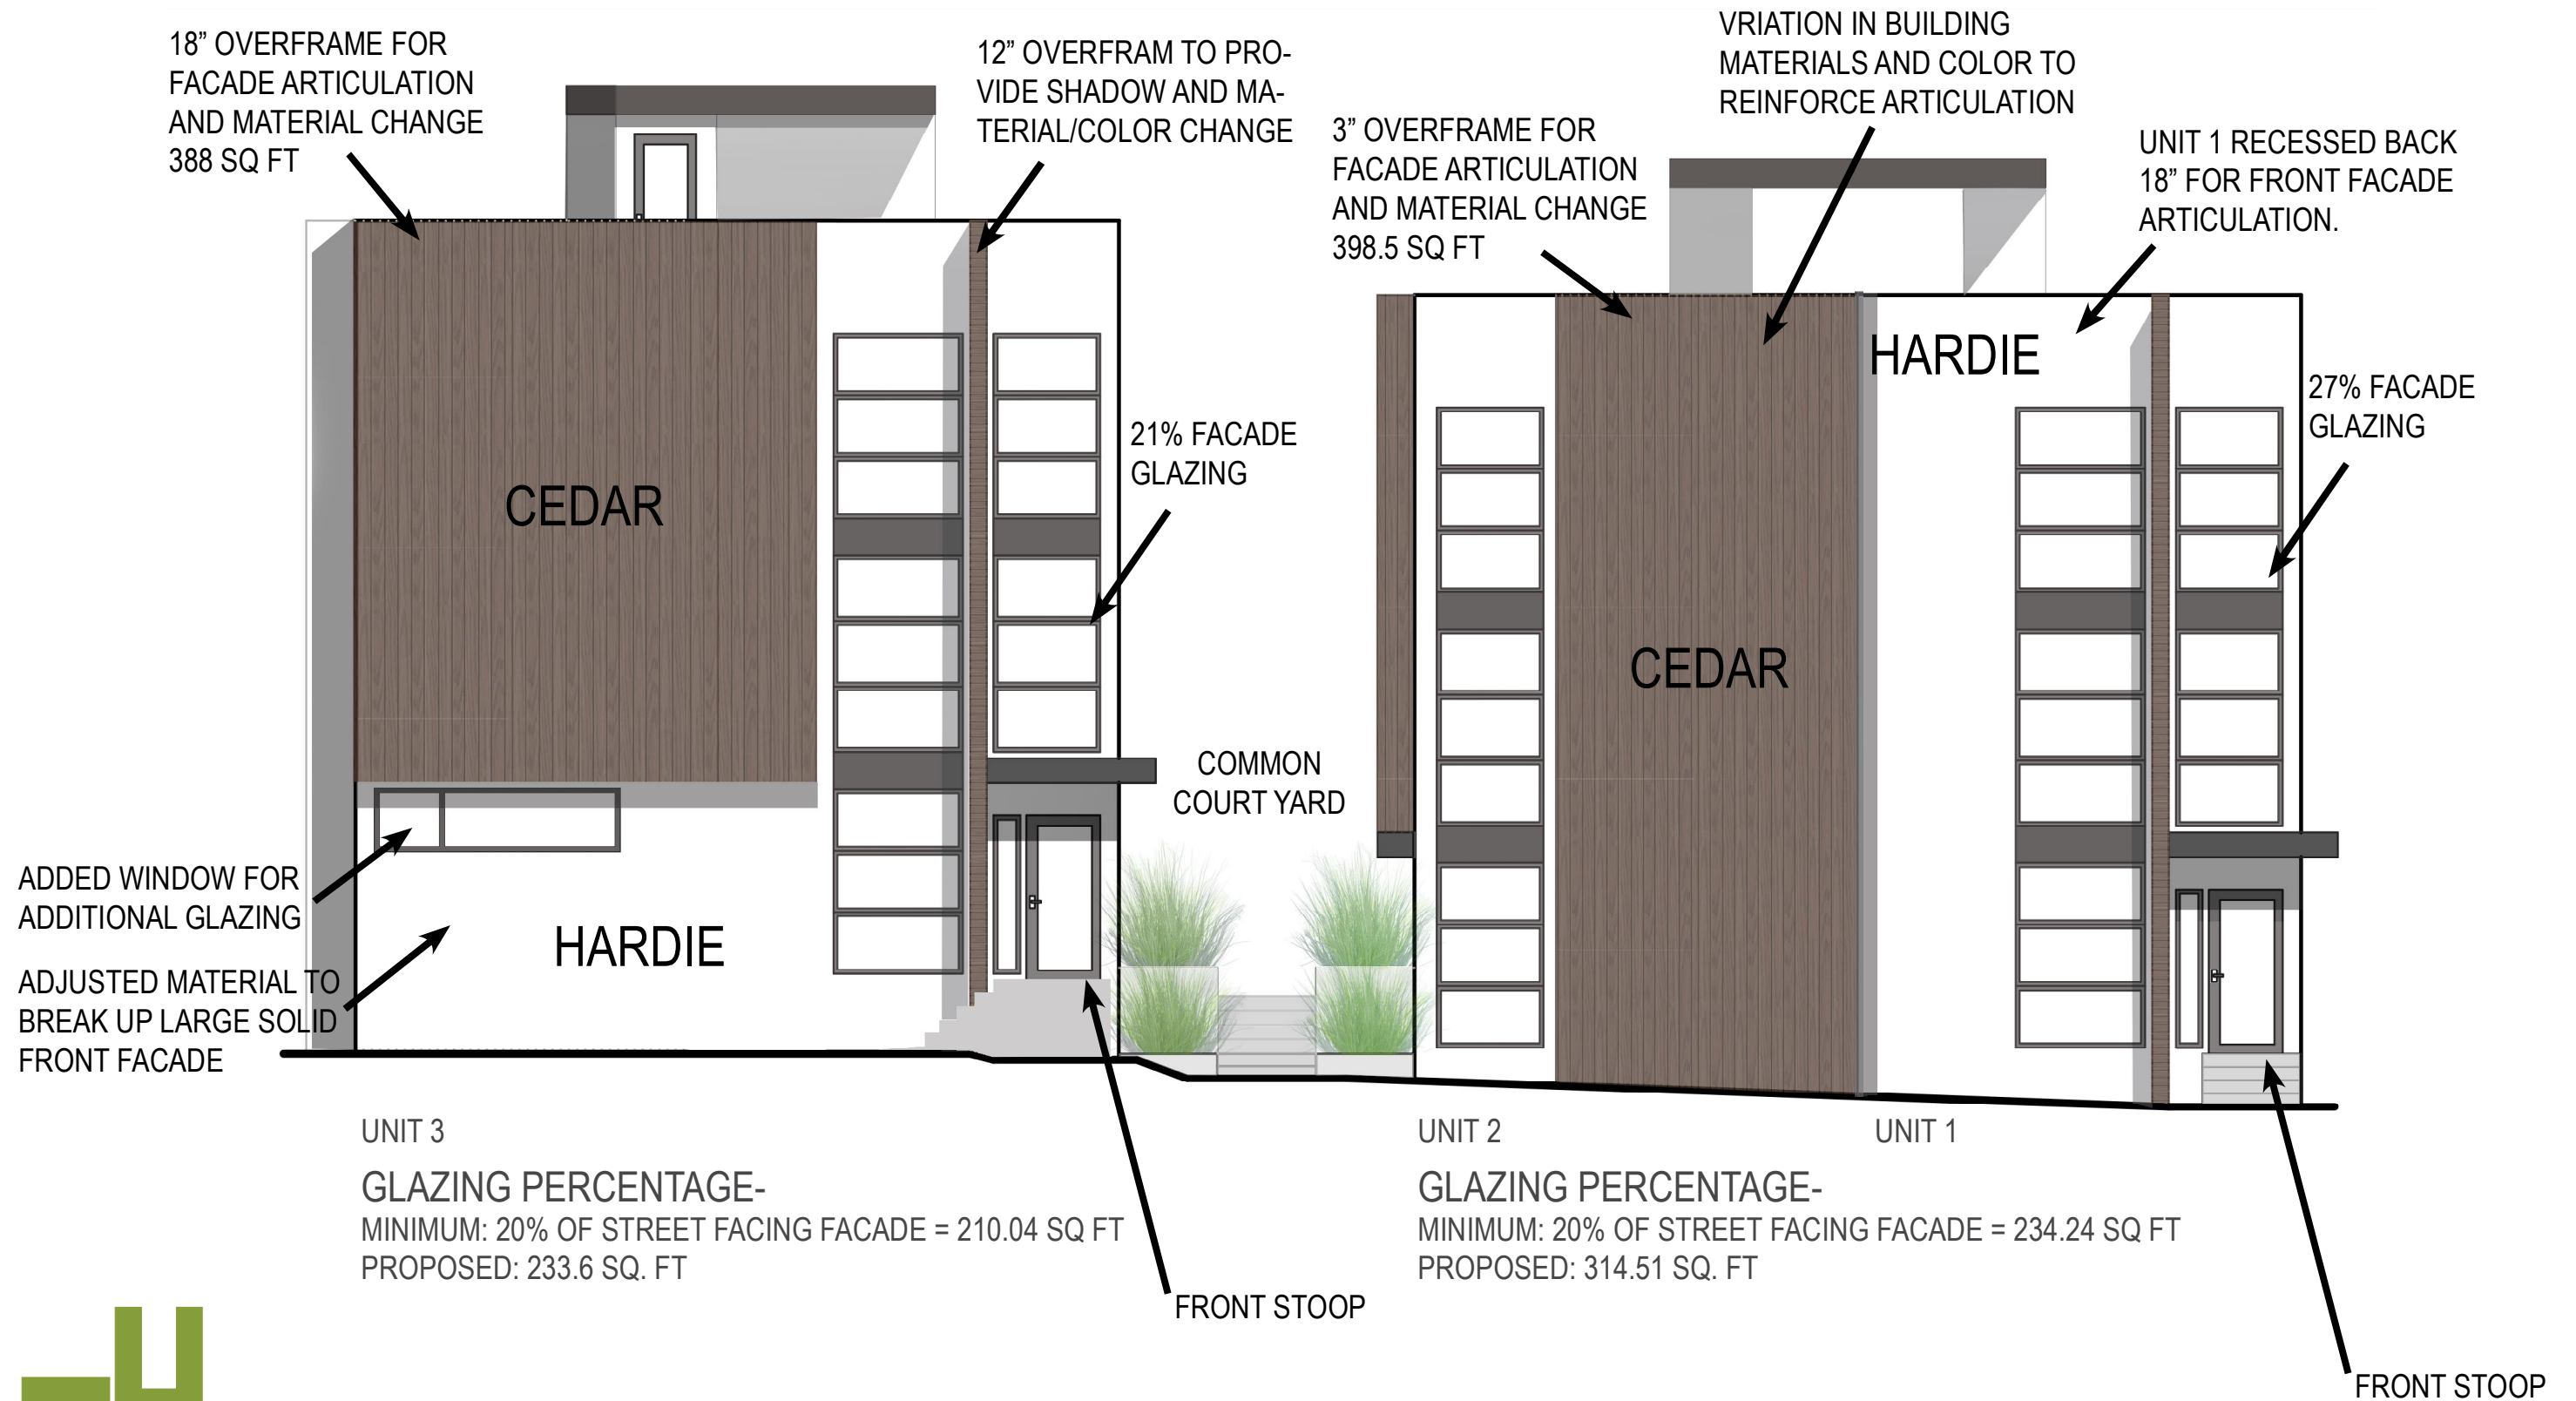 18” OVERFRAME FOR
FACADE ARTICULATION
AND MATERIAL CHANGE
388 SQ FT
12” OVERFRAM TO PRO-
VIDE SHADOW AND MA-
TERIAL/COLOR CHANGE
3” OVERFRAME FOR
FACADE ARTICULATION
AND MATERIAL CHANGE
398.5 SQ FT
VRIATION IN BUILDING
MATERIALS AND COLOR TO
REINFORCE ARTICULATION
UNIT 1 RECESSED BACK
18” FOR FRONT FACADE
ARTICULATION.
HARDIE
27% FACADE
GLAZING
21% FACADE
GLAZING
CEDAR
CEDAR
COMMON
COURT YARD
ADDED WINDOW FOR
ADDITIONAL GLAZING
HARDIE
ADJUSTED MATERIAL TO
BREAK UP LARGE SOLID
FRONT FACADE
UNIT 3
GLAZING PERCENTAGE-
MINIMUM: 20% OF STREET FACING FACADE = 210.04 SQ FT
PROPOSED: 233.6 SQ. FT
UNIT 2
UNIT 1
GLAZING PERCENTAGE-
MINIMUM: 20% OF STREET FACING FACADE = 234.24 SQ FT
PROPOSED: 314.51 SQ. FT
FRONT STOOP
FRONT STOOP